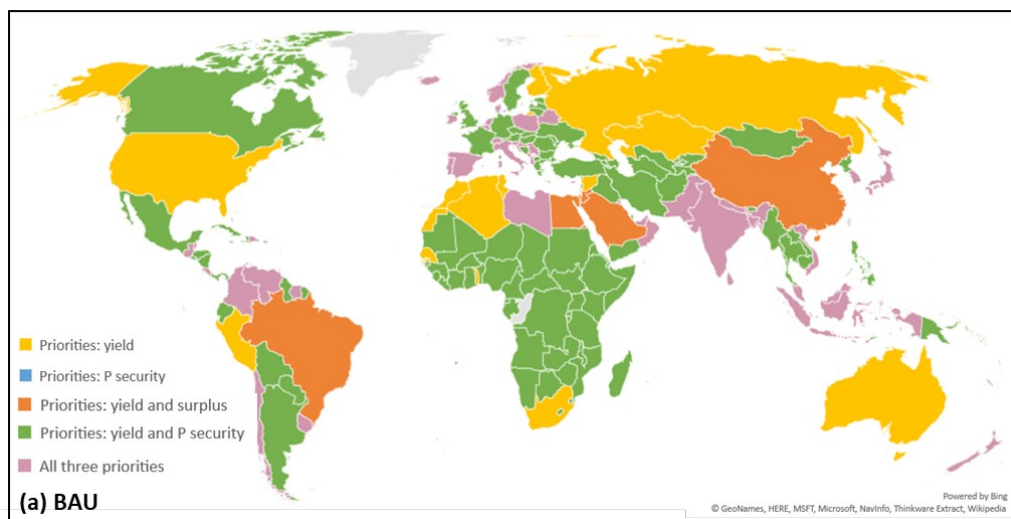 Priorities: yield
Priorities: P security
Priorities: yield and surplus
Priorities: yield and P security
All three priorities
(a) BAU
Powered by Bing
© GeoNames, HERE, MSFT, Microsoft, NavInfo, Thinkware Extract, Wikipedia